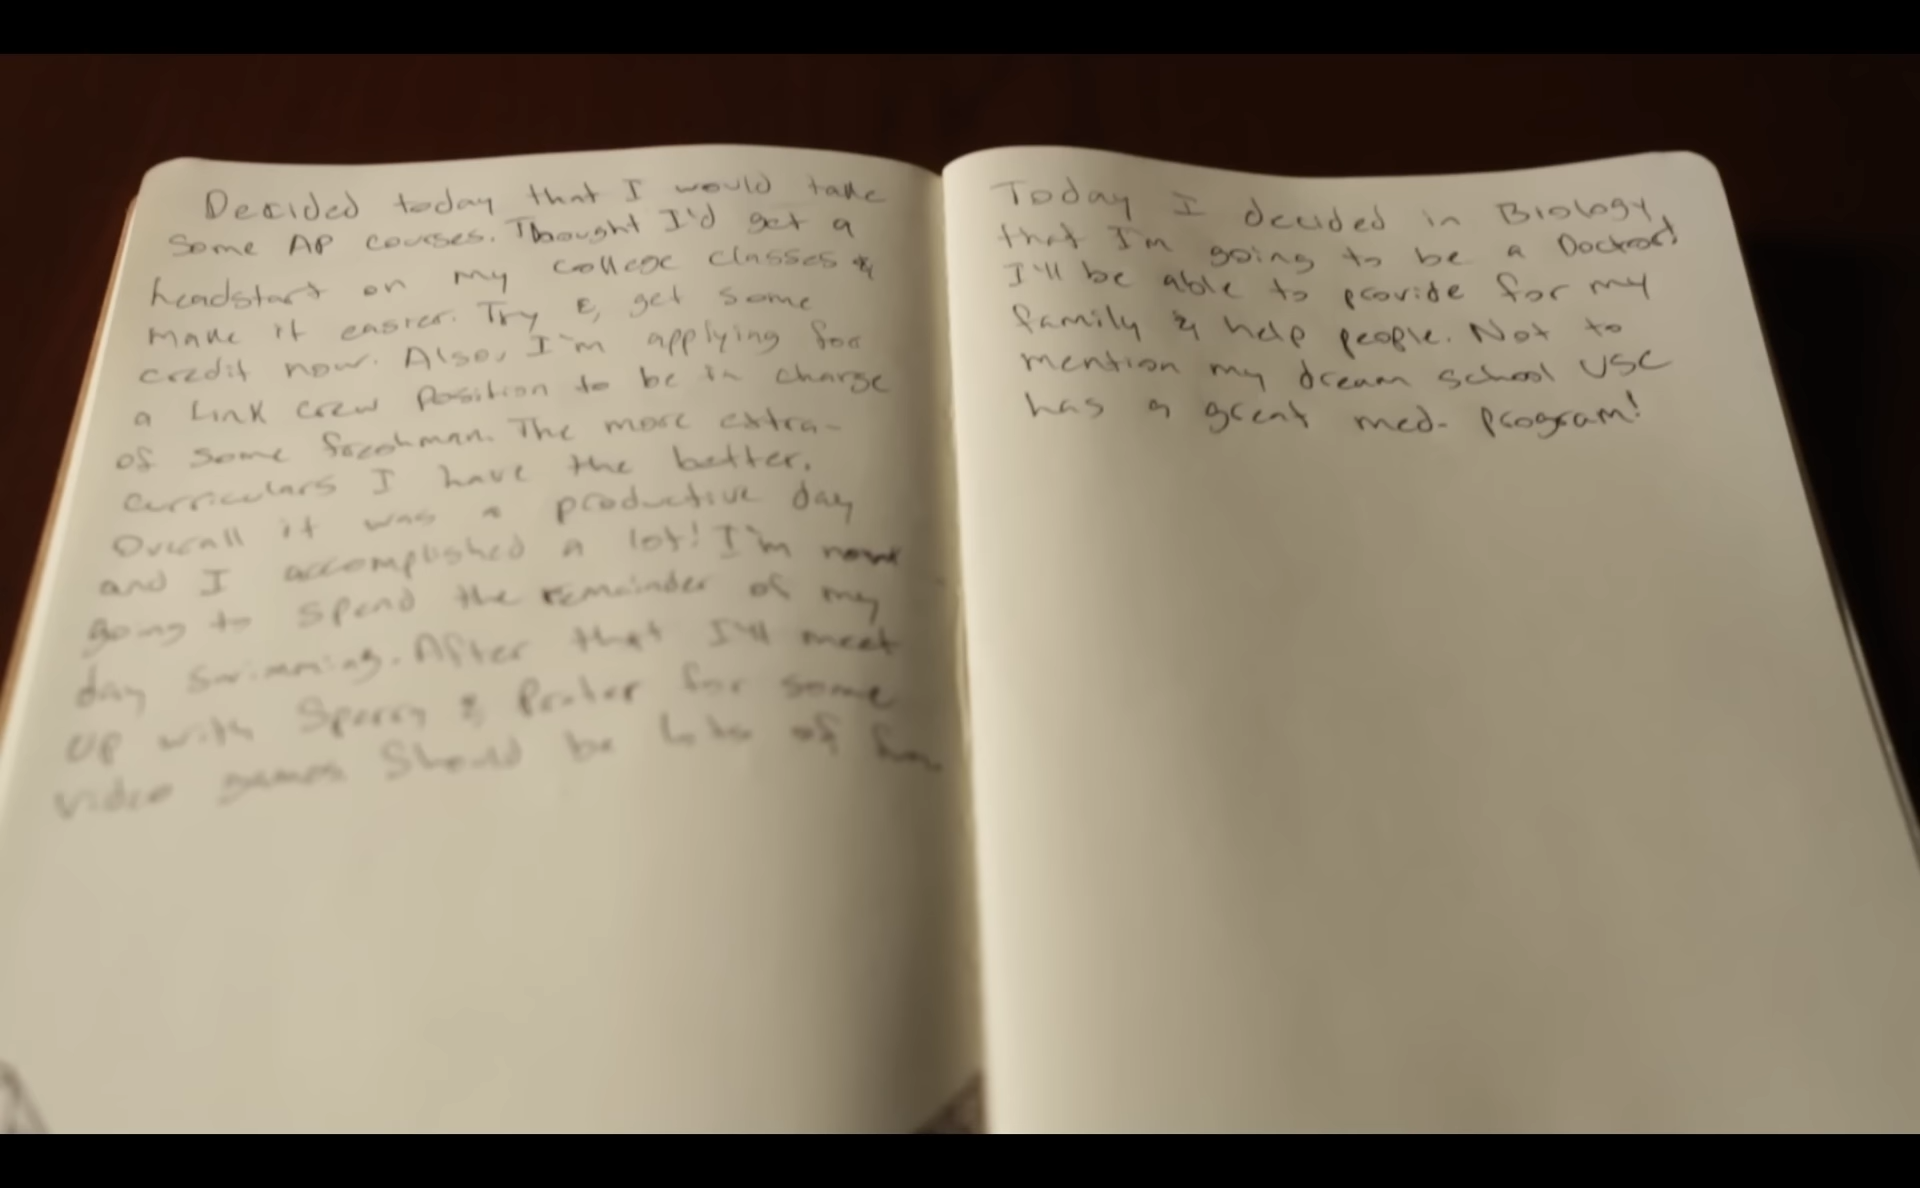 Decided today that I would take
some AP courses. Thought I'd get a
headstart on my college classes &
make it easier. Try & get some
credit now. Also, I'm applying for
a Link Crew Position to be in charge
of some freshman. The more extra-
curriculars I have the better.
Overall it was a productive day
and I accomplished a lot! I'm now
going to spend the remainder of my
day swimming. After that I'll meet
up with & for some
video games Should be lots of fun.
Today I decided in Biology,
that I'm going to be a Doctor!
I'll be able to provide for my
family & help people. Not to
mention my dream school USC
has a great med. program!